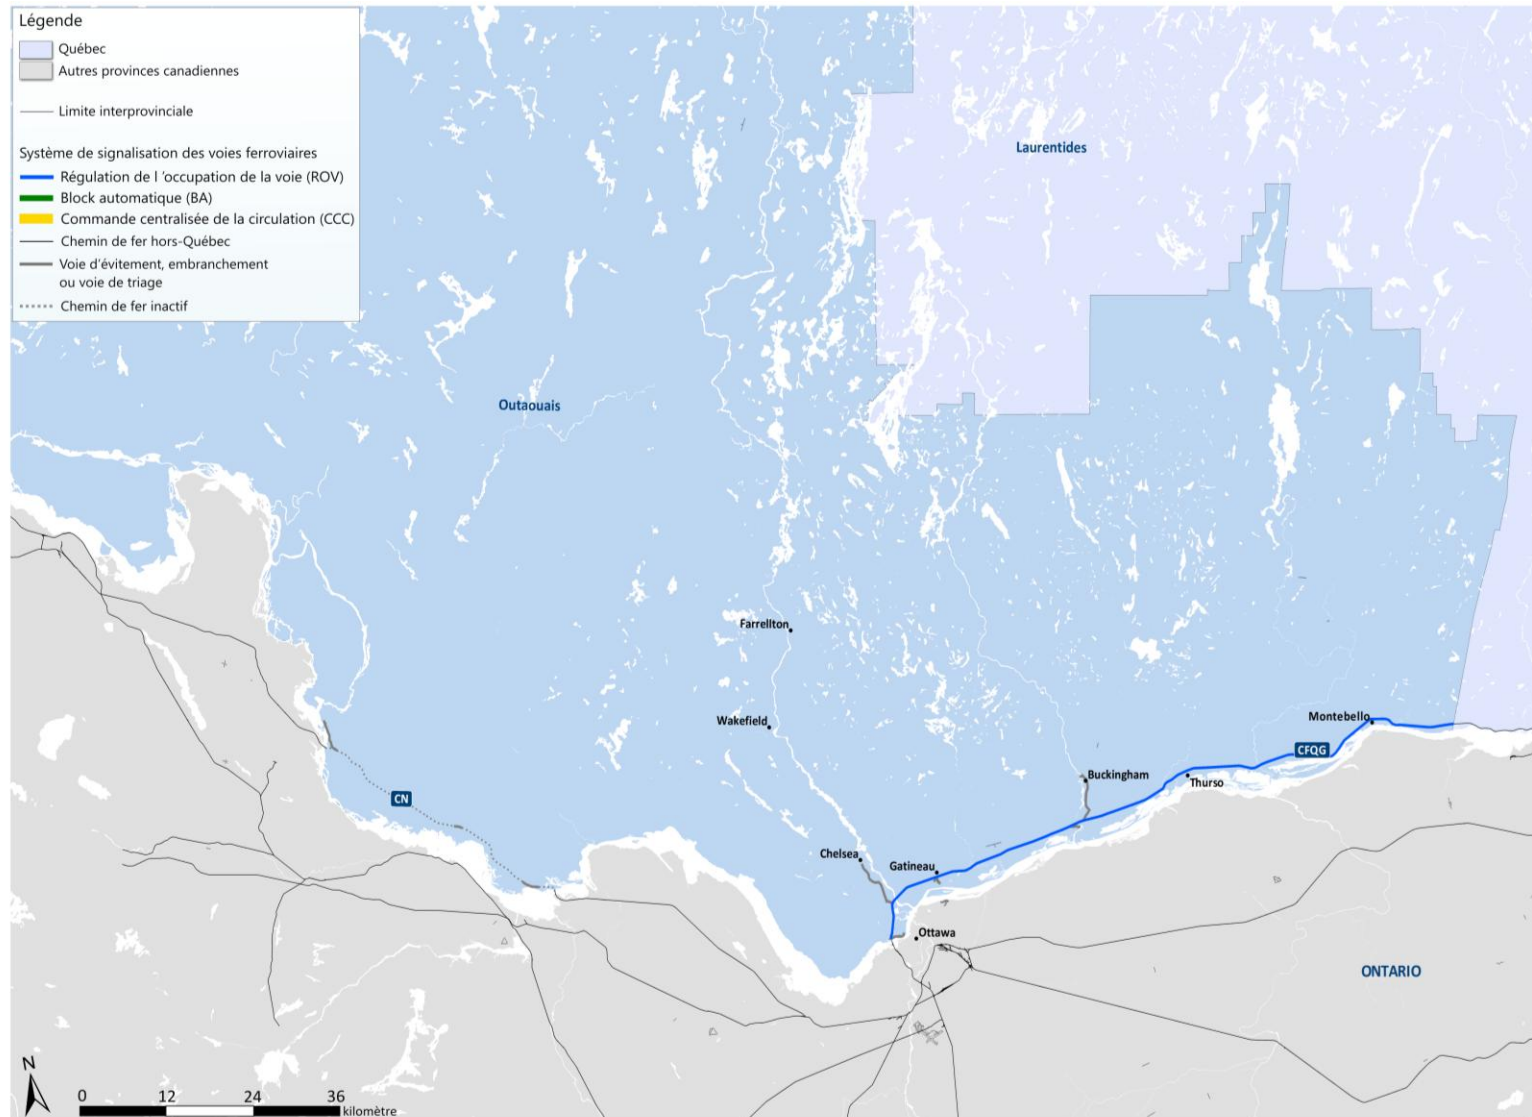 Légende
Québec
Autres provinces canadiennes
Limite interprovinciale
Système de signalisation des voies ferroviaires
Régulation de l 'occupation de la voie (ROV)
Block automatique (BA)
Commande centralisée de la circulation (CCC)
Chemin de fer hors-Québec
Voie d'évitement, embranchement
ou voie de triage
Chemin de fer inactif
Laurentides
Outaouais
Farrellton
Wakefield
Montebello
CFQG
Buckingham
Thurso
CN
Chelsea
Gatineau
Ottawa
ONTARIO
N
0 12 24 36
kilomètre